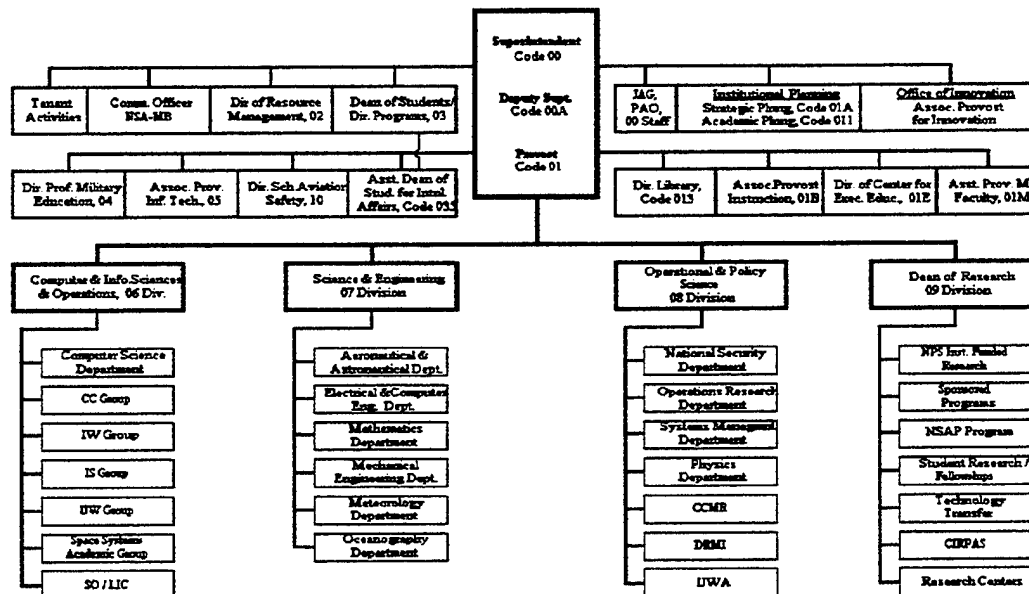 Superintendent
Code 00
Deputy Supt.
Code 00A
Provost
Code 01
Tenant
Activities
Comm. Officer
NSA-MB
Dir of Resource
Management, 02
Dean of Students/
Dir. Programs, 03
JAG,
PAO,
00 Staff
Institutional Planning
Strategic Plnng, Code 01A
Academic Plnng, Code 011
Office of Innovation
Assoc. Provost
for Innovation
Dir. Prof. Military
Education, 04
Assoc. Prov.
Inf. Tech., 05
Dir. Sch. Aviation
Safety, 10
Asst. Dean of
Stud. for Intnl.
Affairs, Code 035
Dir. Library,
Code 013
Assoc. Provost
Instruction, 01B
Dir. of Center for
Exec. Educ., 01E
Asst. Prov. Mil
Faculty, 01M
Computer & Info. Sciences
& Operations, 06 Div.
Science & Engineering
07 Division
Operational & Policy
Science
08 Division
Dean of Research
09 Division
Computer Science
Department
CC Group
IW Group
IS Group
UW Group
Space Systems
Academic Group
SO / LIC
Aeronautical &
Astronautical Dept.
Electrical & Computer
Eng. Dept.
Mathematics
Department
Mechanical
Engineering Dept.
Meteorology
Department
Oceanography
Department
National Security
Department
Operations Research
Department
Systems Managmnt
Department
Physics
Department
CCMR
DRMI
IJWA
NPS Inst. Funded
Research
Sponsored
Programs
NSAP Program
Student Research /
Fellowships
Technology
Transfer
CIRPAS
Research Centers